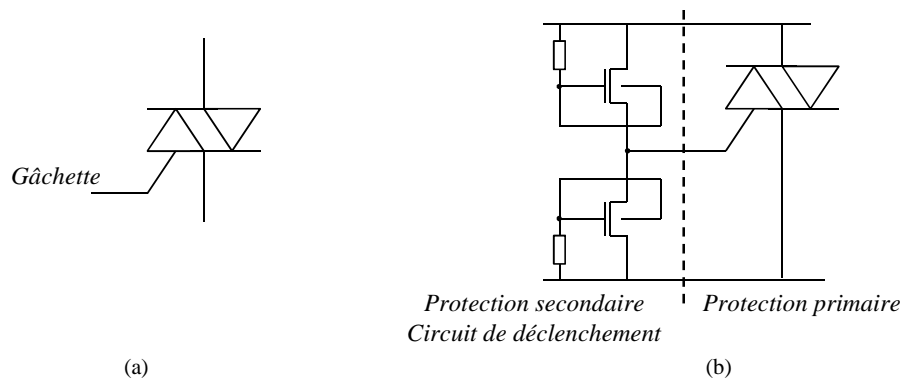 Gâchette
Protection secondaire
Circuit de déclenchement
Protection primaire
(a)
(b)